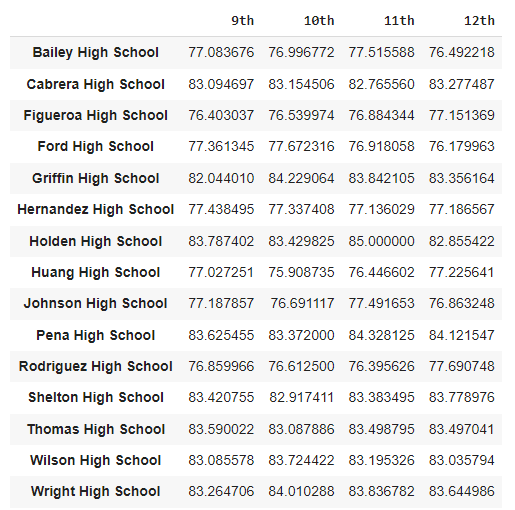 9th 10th 11th 12th
Bailey High School 77.083676 76.996772 77.515588 76.492218
Cabrera High School 83.094697 83.154506 82.765560 83.277487
Figueroa High School 76.403037 76.539974 76.884344 77.151369
Ford High School 77.361345 77.672316 76.918058 76.179963
Griffin High School 82.044010 84.229064 83.842105 83.356164
Hernandez High School 77.438495 77.337408 77.136029 77.186567
Holden High School 83.787402 83.429825 85.000000 82.855422
Huang High School 77.027251 75.908735 76.446602 77.225641
Johnson High School 77.187857 76.691117 77.491653 76.863248
Pena High School 83.625455 83.372000 84.328125 84.121547
Rodriguez High School 76.859966 76.612500 76.395626 77.690748
Shelton High School 83.420755 82.917411 83.383495 83.778976
Thomas High School 83.590022 83.087886 83.498795 83.497041
Wilson High School 83.085578 83.724422 83.195326 83.035794
Wright High School 83.264706 84.010288 83.836782 83.644986